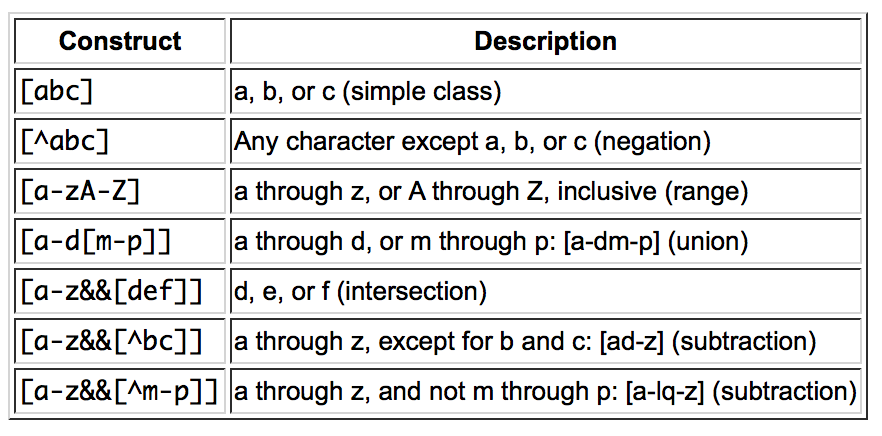 Construct Description
[abc] a, b, or c (simple class)
[^abc] Any character except a, b, or c (negation)
[a-zA-Z] a through z, or A through Z, inclusive (range)
[a-d[m-p]] a through d, or m through p: [a-dm-p] (union)
[a-z&&[def]] d, e, or f (intersection)
[a-z&&[^bc]] a through z, except for b and c: [ad-z] (subtraction)
[a-z&&[^m-p]] a through z, and not m through p: [a-lq-z] (subtraction)